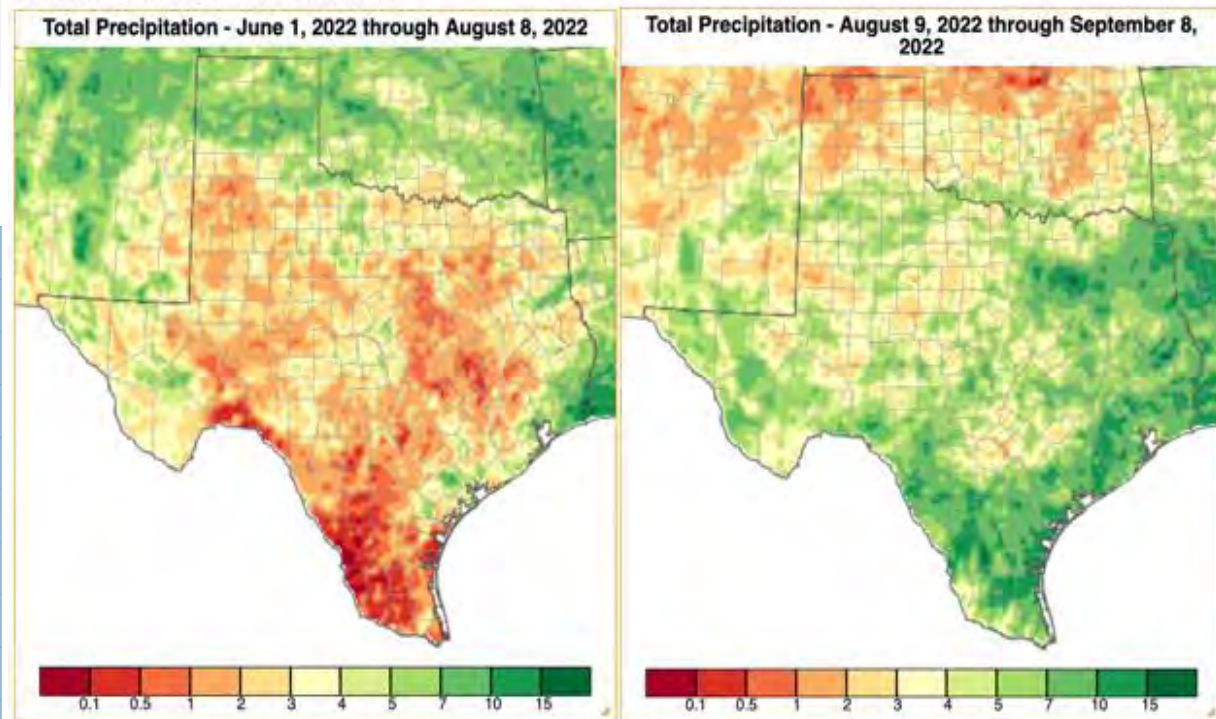 Total Precipitation - June 1, 2022 through August 8, 2022
0.1 0.5 1 2 3 4 5 7 10 15
Total Precipitation - August 9, 2022 through September 8,
2022
0.1 0.5 1 2 3 4 5 7 10 15